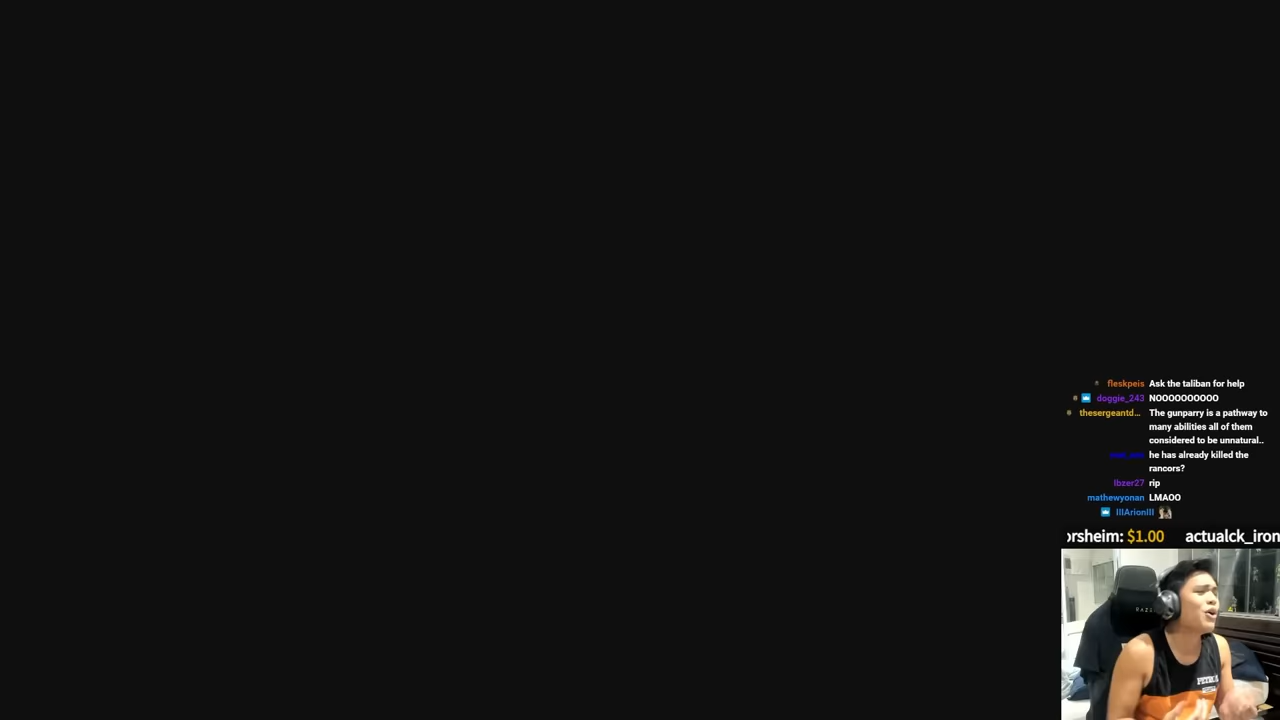 fleskpeis Ask the taliban for help
doggie_243 NOOOOOOOOOO
thesergeantd... The gunparry is a pathway to
many abilities all of them
considered to be unnatural..
he has already killed the
rancors?
lbzer27 rip
mathewyonan LMAOO
IIIArionIII
orsheim: $1.00 actualck_iron